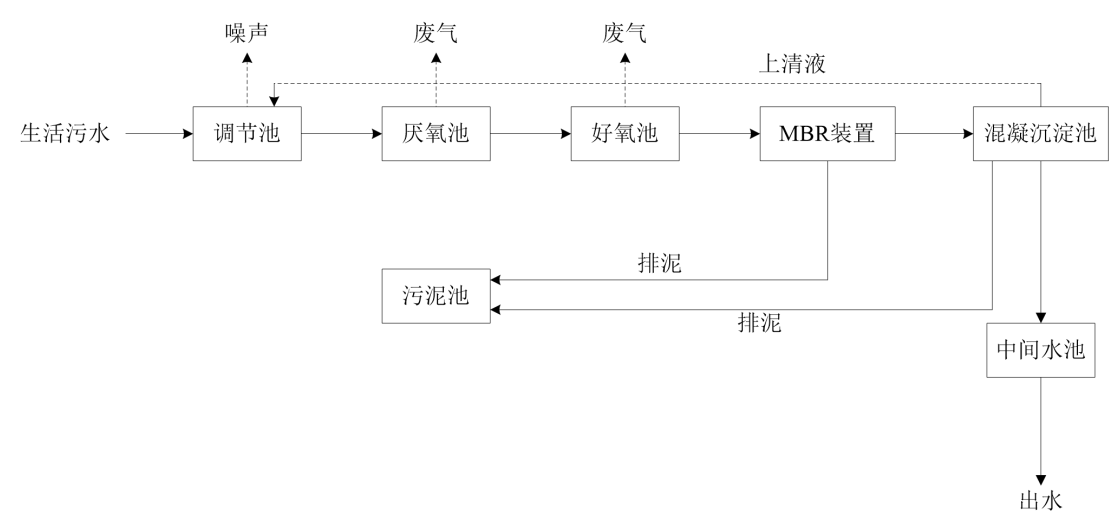 噪声
废气
废气
上清液
生活污水
调节池
厌氧池
好氧池
MBR装置
混凝沉淀池
排泥
污泥池
排泥
中间水池
出水